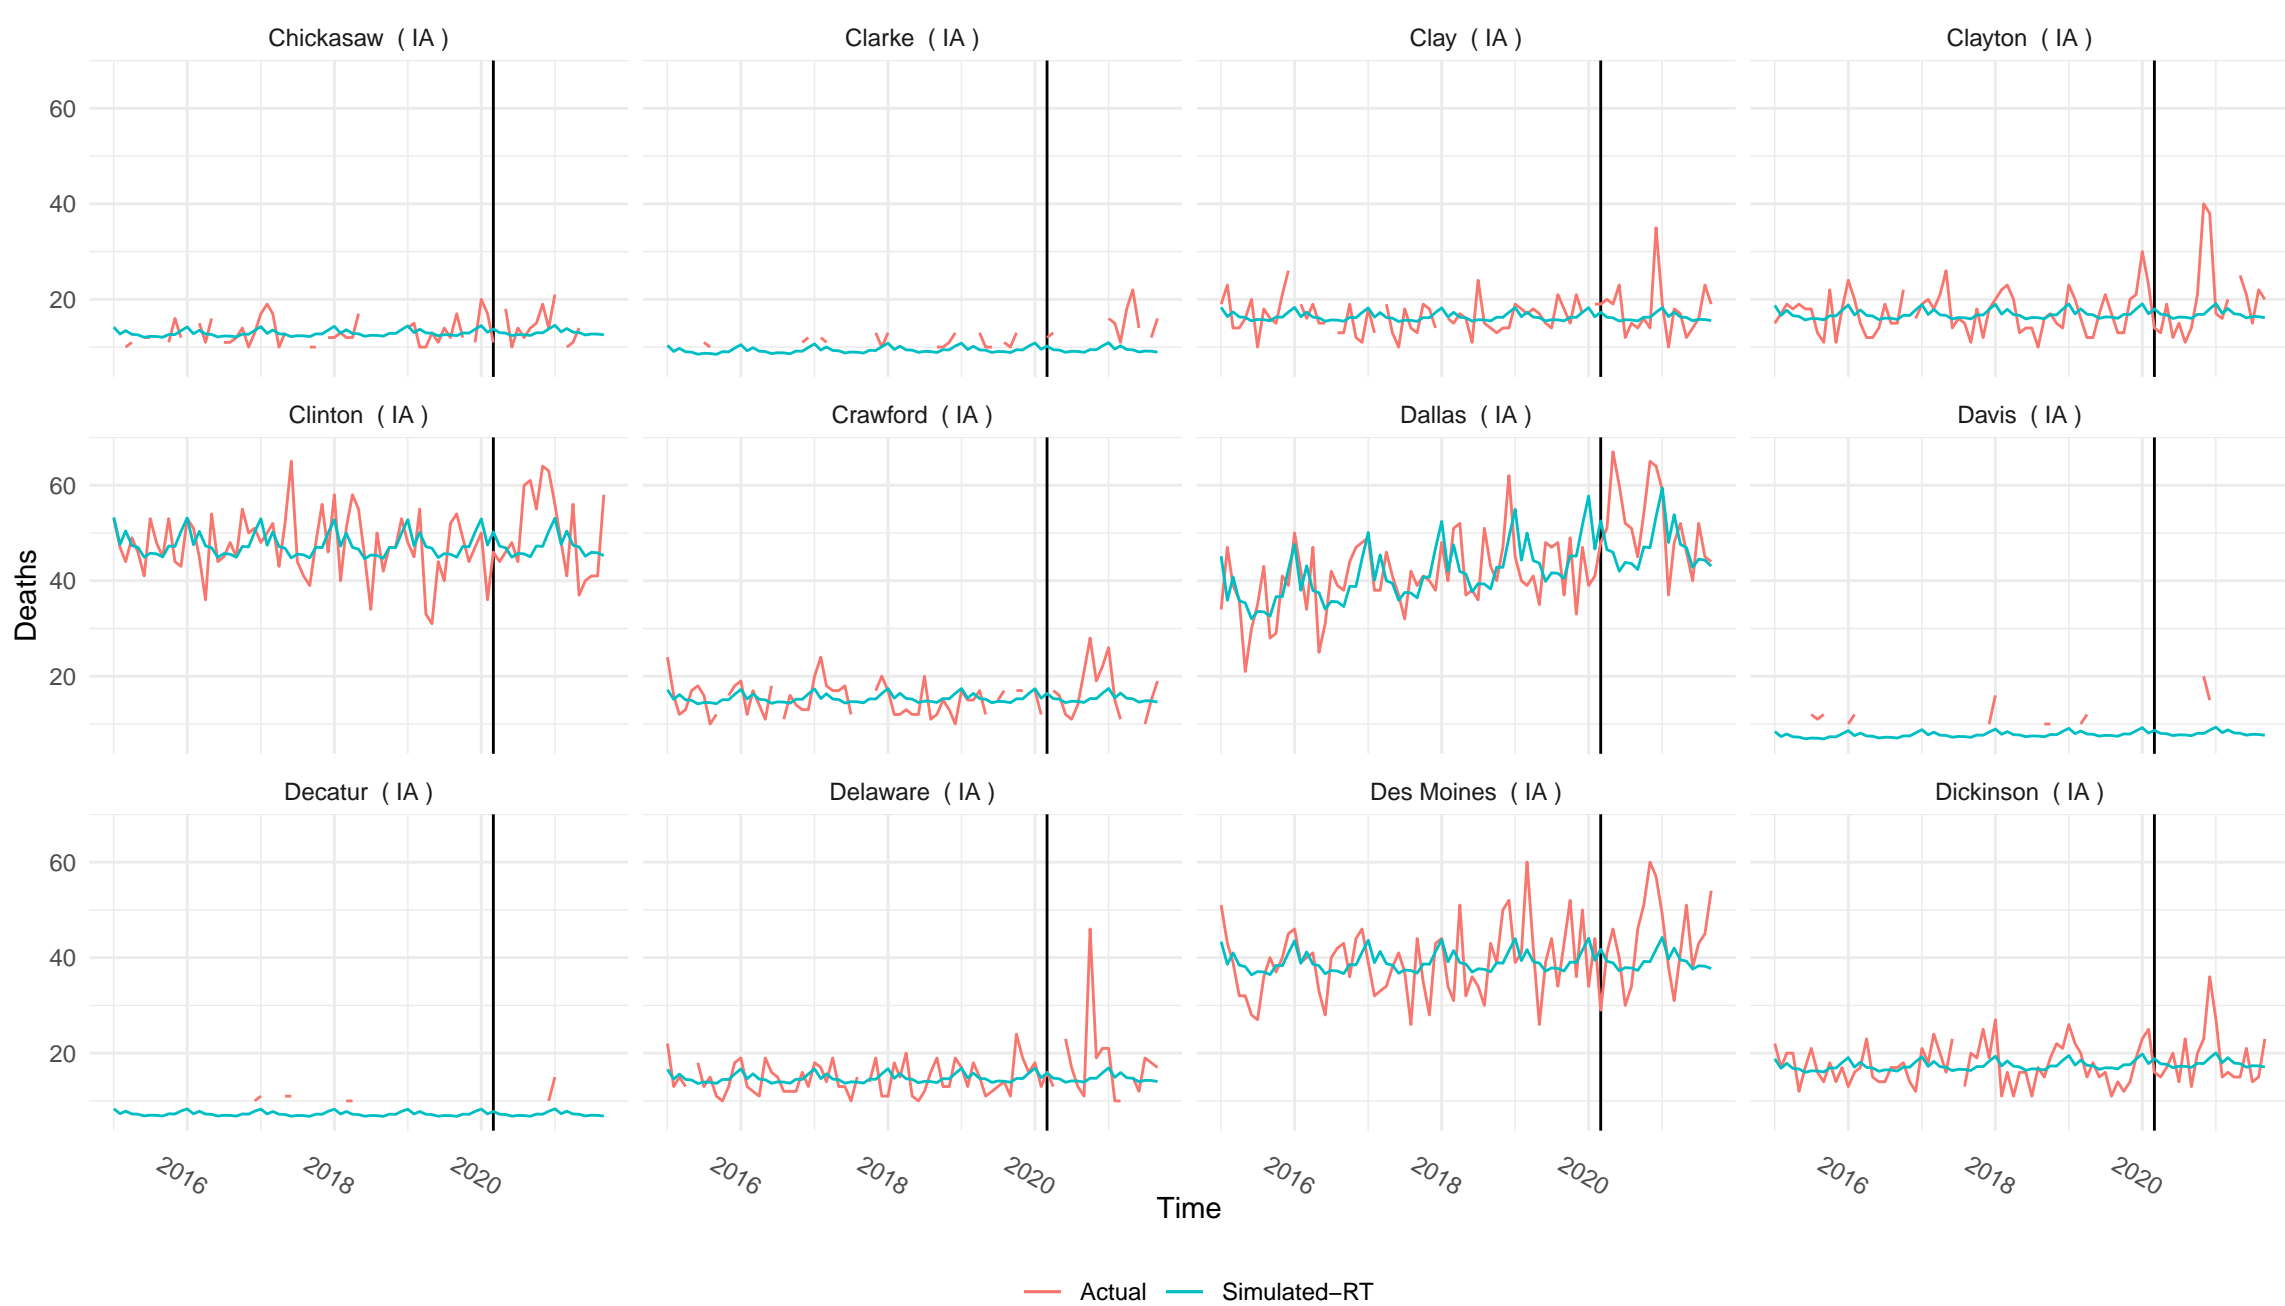 Chickasaw ( IA )
Clarke ( IA )
Clay ( IA )
Clayton ( IA )
60
40
20
Clinton ( IA )
Crawford ( IA )
Dallas ( IA )
Davis ( IA )
60
40
20
Decatur ( IA )
Delaware ( IA )
Des Moines ( IA )
Dickinson ( IA )
60
40
20
Deaths
2016
2018
2020
2016
2018
2020
2016
2018
2020
2016
2018
2020
Time
Actual
Simulated−RT